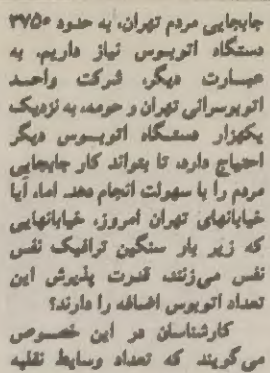 جابجایی مردم تهران، به حدود ۳۷۵۰
دستگاه اتوبوس نیاز داریم. به
عبارت دیگر، شرکت واحد
اتوبوسرانی تهران و حومه، به نزدیک
یکهزار دستگاه اتوبوس دیگر
احتیاج دارد، تا بتواند کار جابجایی
مردم را با سهولت انجام دهد. اما، آیا
خیابانهای تهران امروز، خیابانهایی
که زیر بار سنگین ترافیک نفس
نفس می‌زنند، قدرت پذیرش این
تعداد اتوبوس اضافه را دارند؟
کارشناسان در این خصوص
می‌گویند که تعداد وسایط نقلیه